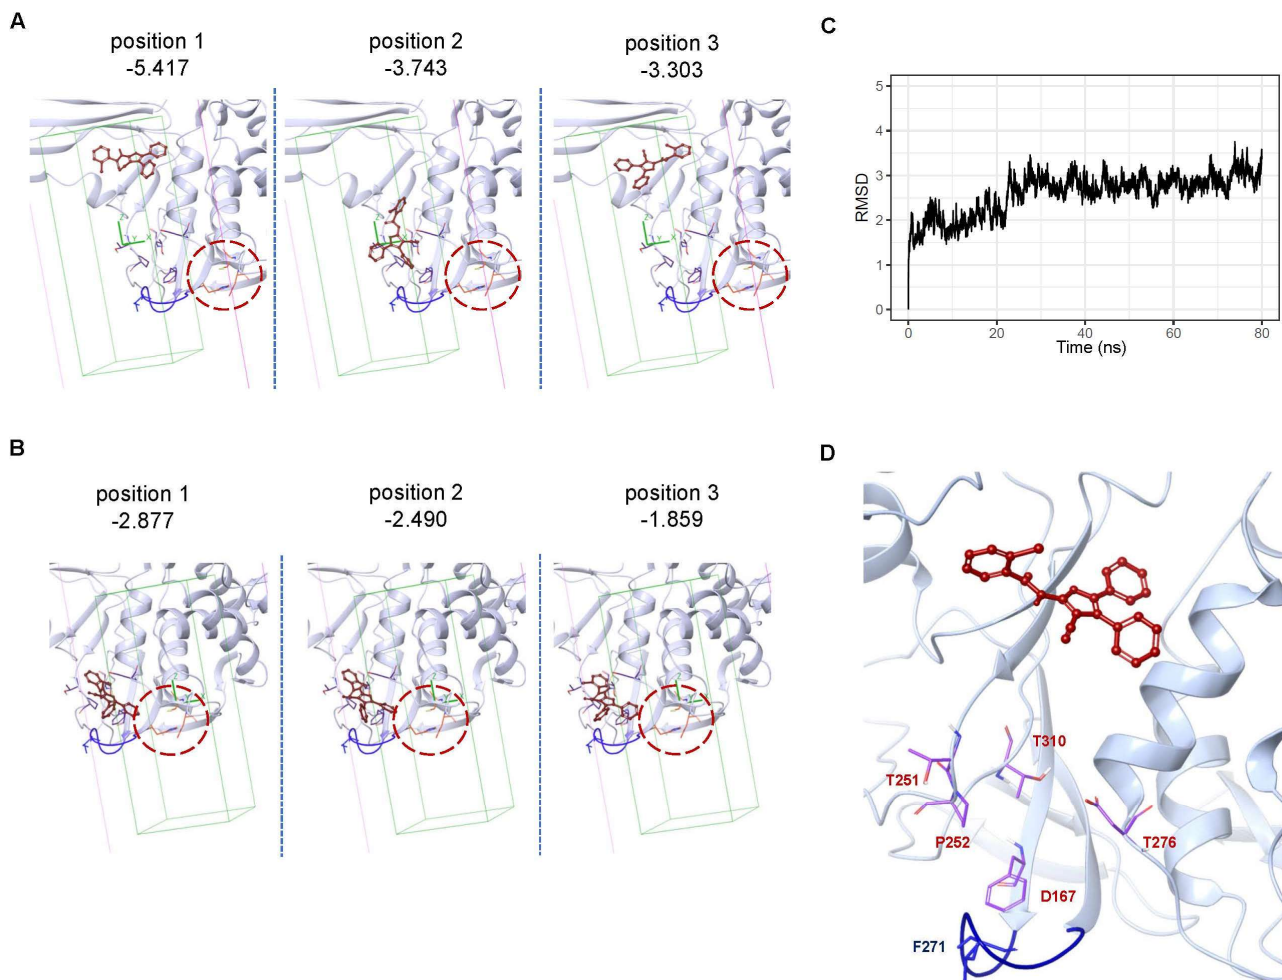 A
position 1
-5.417
position 2
-3.743
position 3
-3.303
B
position 1
-2.877
position 2
-2.490
position 3
-1.859
C
RMSD
5
4
3
2
1
0
0 20 40 60 80
Time (ns)
D
T310
T251
P252
T276
D167
F271